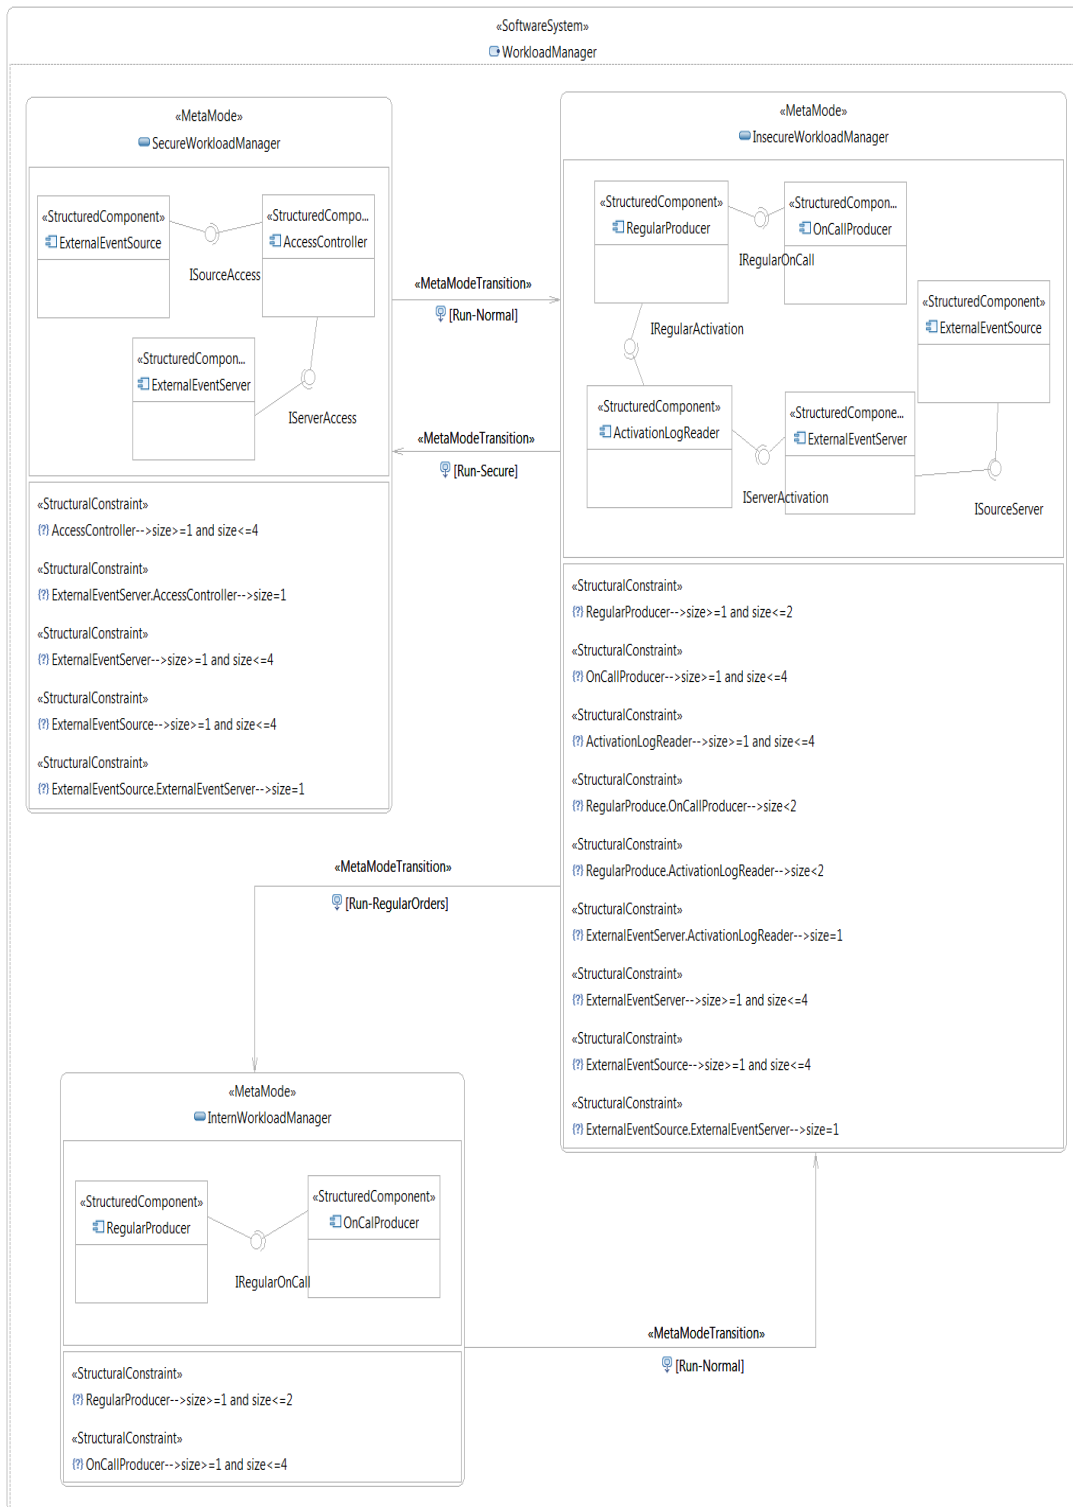 «SoftwareSystem»
WorkloadManager
«MetaMode»
SecureWorkloadManager
«StructuredComponent»
ExternalEventSource
«StructuredCompo...
AccessController
ISourceAccess
«StructuredCompon...
ExternalEventServer
IServerAccess
«StructuralConstraint»
{?} AccessController-->size>=1 and size<=4
«StructuralConstraint»
{?} ExternalEventServer.AccessController-->size=1
«StructuralConstraint»
{?} ExternalEventServer-->size>=1 and size<=4
«StructuralConstraint»
{?} ExternalEventSource-->size>=1 and size<=4
«StructuralConstraint»
{?} ExternalEventSource.ExternalEventServer-->size=1
«MetaModeTransition»
[Run-Normal]
«MetaModeTransition»
[Run-Secure]
«MetaMode»
InsecureWorkloadManager
«StructuredComponent»
RegularProducer
«StructuredCompon...
OnCallProducer
IRegularOnCall
«StructuredComponent»
ExternalEventSource
IRegularActivation
«StructuredComponent»
ActivationLogReader
«StructuredCompone...
ExternalEventServer
IServerActivation
ISourceServer
«StructuralConstraint»
{?} RegularProducer-->size>=1 and size<=2
«StructuralConstraint»
{?} OnCallProducer-->size>=1 and size<=4
«StructuralConstraint»
{?} ActivationLogReader-->size>=1 and size<=4
«StructuralConstraint»
{?} RegularProduce.OnCallProducer-->size<2
«StructuralConstraint»
{?} RegularProduce.ActivationLogReader-->size<2
«StructuralConstraint»
{?} ExternalEventServer.ActivationLogReader-->size=1
«StructuralConstraint»
{?} ExternalEventServer-->size>=1 and size<=4
«StructuralConstraint»
{?} ExternalEventSource-->size>=1 and size<=4
«StructuralConstraint»
{?} ExternalEventSource.ExternalEventServer-->size=1
«MetaModeTransition»
[Run-RegularOrders]
«MetaMode»
InternWorkloadManager
«StructuredComponent»
RegularProducer
«StructuredComponent»
OnCalProducer
IRegularOnCall
«StructuralConstraint»
{?} RegularProducer-->size>=1 and size<=2
«StructuralConstraint»
{?} OnCallProducer-->size>=1 and size<=4
«MetaModeTransition»
[Run-Normal]